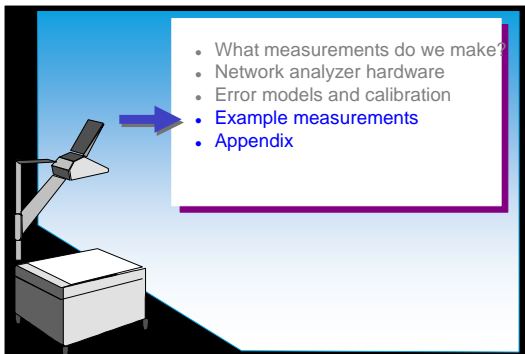 • What measurements do we make?
• Network analyzer hardware
• Error models and calibration
• Example measurements
• Appendix